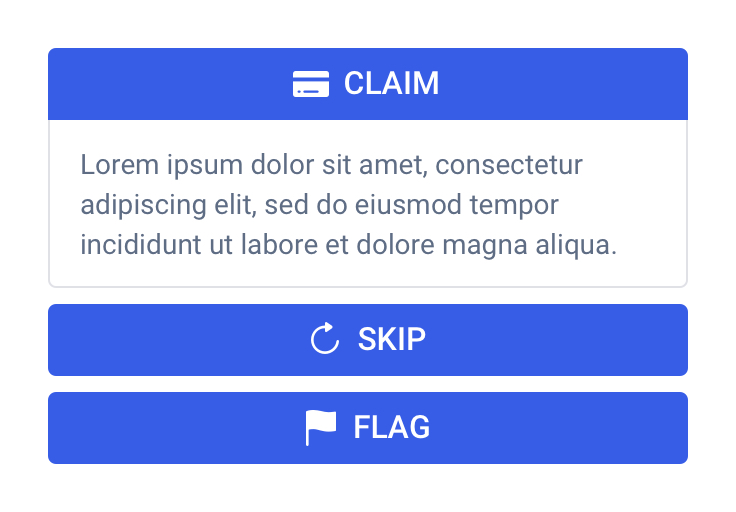 CLAIM
Lorem ipsum dolor sit amet, consectetur
adipiscing elit, sed do eiusmod tempor
incididunt ut labore et dolore magna aliqua.
SKIP
FLAG